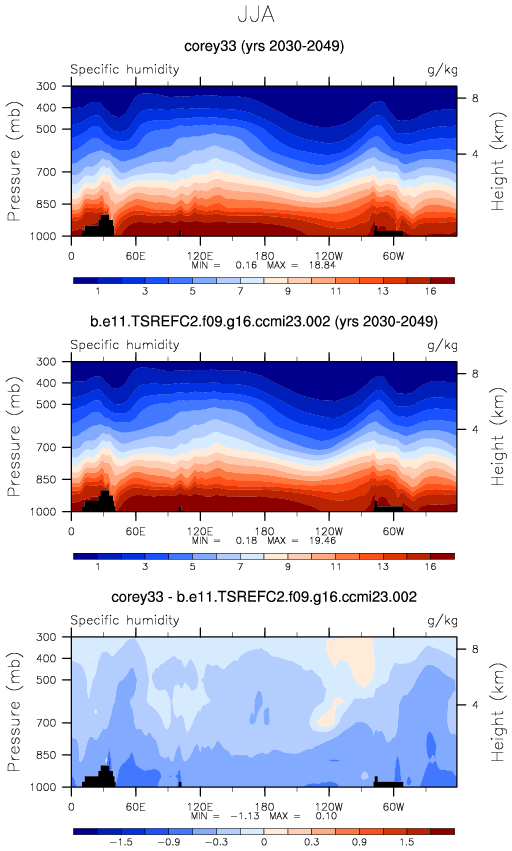 JJA
corey33 (yrs 2030-2049)
Specific humidity g/kg
300
400
500
700
850
1000
Pressure (mb)
8
4
Height (km)
0 60E 120E 180 120W 60W
MIN = 0.16 MAX = 18.84
1 3 5 7 9 11 13 16
b.e11.TSREFC2.f09.g16.ccmi23.002 (yrs 2030-2049)
Specific humidity g/kg
300
400
500
700
850
1000
Pressure (mb)
8
4
Height (km)
0 60E 120E 180 120W 60W
MIN = 0.18 MAX = 19.46
1 3 5 7 9 11 13 16
corey33 - b.e11.TSREFC2.f09.g16.ccmi23.002
Specific humidity g/kg
300
400
500
700
850
1000
Pressure (mb)
8
4
Height (km)
0 60E 120E 180 120W 60W
MIN = -1.13 MAX = 0.10
-1.5 -0.9 -0.3 0 0.3 0.9 1.5